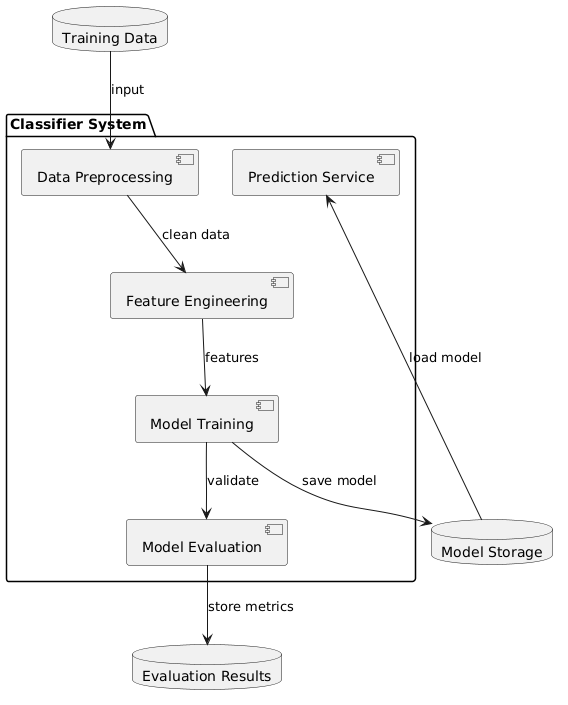 Training Data
input
Classifier System
Data Preprocessing
Prediction Service
clean data
Feature Engineering
features
load model
Model Training
validate
save model
Model Evaluation
Model Storage
store metrics
Evaluation Results